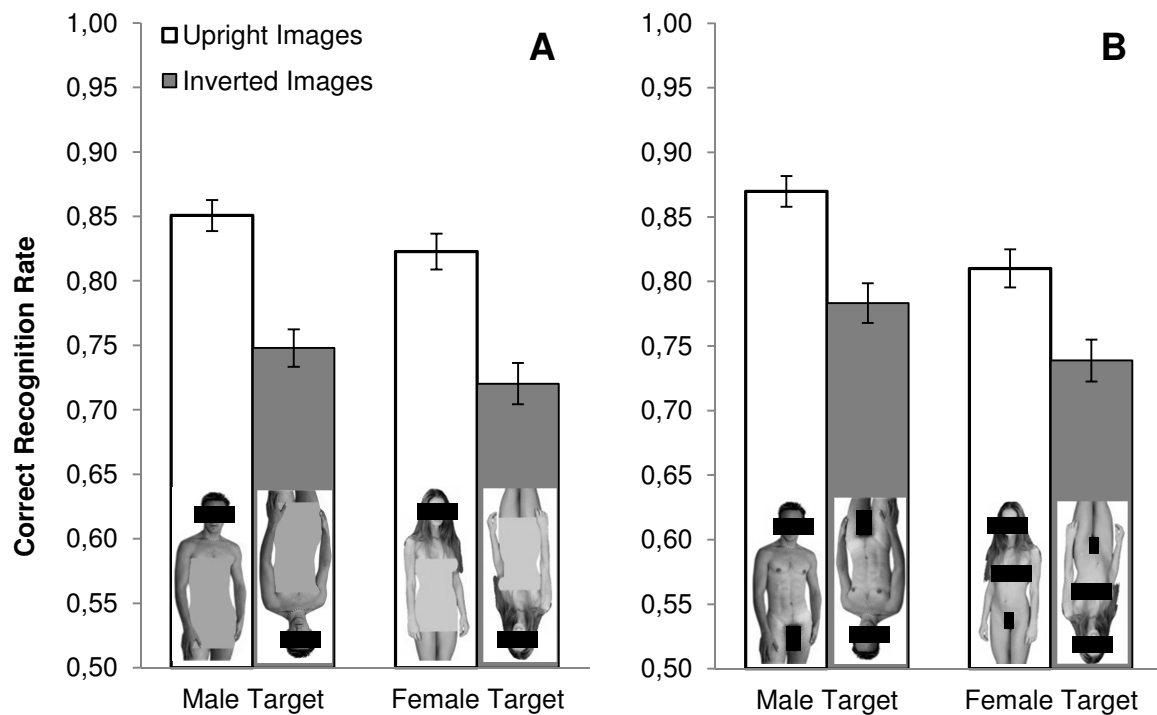 Correct Recognition Rate
1,00
0,95
0,90
0,85
0,80
0,75
0,70
0,65
0,60
0,55
0,50
Upright Images
Inverted Images
A
Male Target
Female Target
1,00
0,95
0,90
0,85
0,80
0,75
0,70
0,65
0,60
0,55
0,50
B
Male Target
Female Target